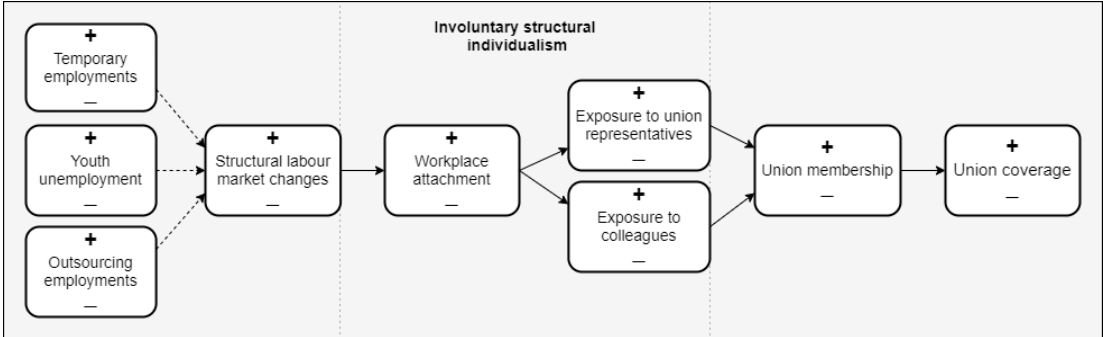 Involuntary structural
individualism
+
Temporary
employments
–
+
Youth
unemployment
–
+
Outsourcing
employments
–
+
Structural labour
market changes
–
+
Workplace
attachment
–
+
Exposure to union
representatives
–
+
Exposure to
colleagues
–
+
Union membership
–
+
Union coverage
–